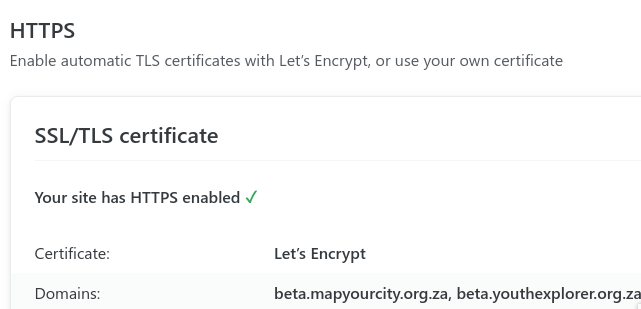 HTTPS
Enable automatic TLS certificates with Let’s Encrypt, or use your own certificate
SSL/TLS certificate
Your site has HTTPS enabled ✓
Certificate: Let’s Encrypt
Domains: beta.mapyourcity.org.za, beta.youthexplorer.org.za